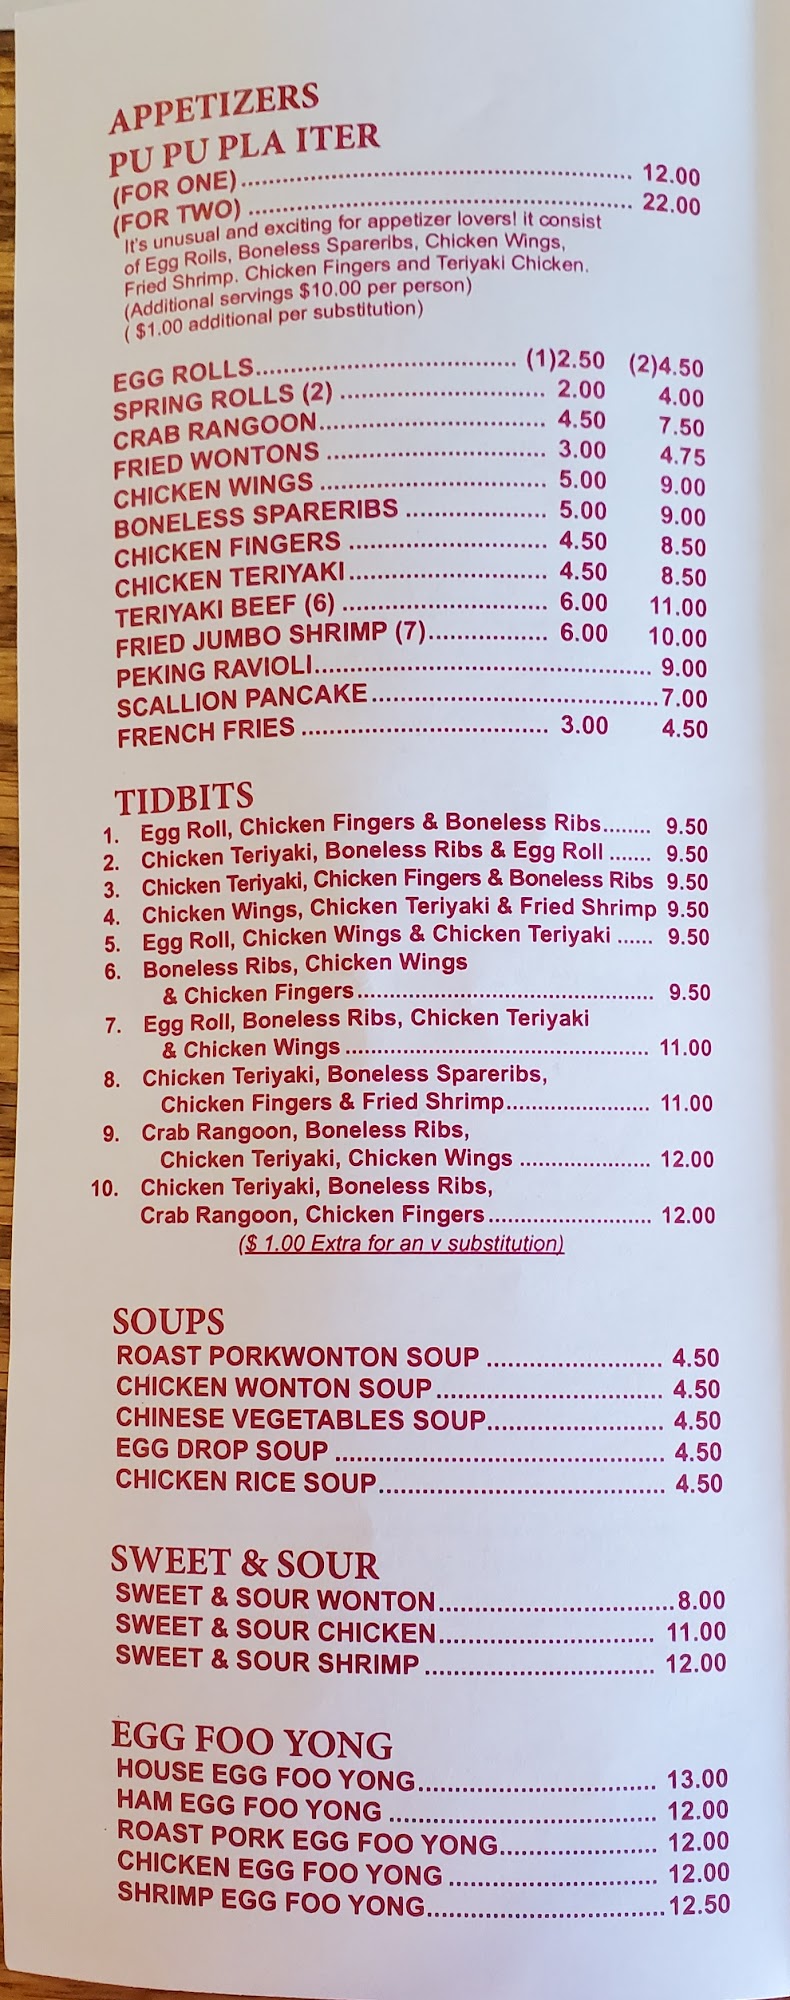 APPETIZERS
PU PU PLA ITER
(FOR ONE) 12.00
(FOR TWO) 22.00
It's unusual and exciting for appetizer lovers! it consist
of Egg Roils, Boneless Spareribs, Chicken Wings,
Fried Shrimp. Chicken Fingers and Teriyaki Chicken.
(Additional servings $10.00 per person)
( $1.00 additional per substitution)
EGG ROLLS (1)2.50 (2)4.50
SPRING ROLLS (2) 2.00 4.00
CRAB RANGOON 4.50 7.50
FRIED WONTONS 3.00 4.75
CHICKEN WINGS 5.00 9.00
BONELESS SPARERIBS 5.00 9.00
CHICKEN FINGERS 4.50 8.50
CHICKEN TERIYAKI 4.50 8.50
TERIYAKI BEEF (6) 6.00 11.00
FRIED JUMBO SHRIMP (7) 6.00 10.00
PEKING RAVIOLI 9.00
SCALLION PANCAKE 7.00
FRENCH FRIES 3.00 4.50
TIDBITS
1. Egg Roll, Chicken Fingers & Boneless Ribs 9.50
2. Chicken Teriyaki, Boneless Ribs & Egg Roll 9.50
3. Chicken Teriyaki, Chicken Fingers & Boneless Ribs 9.50
4. Chicken Wings, Chicken Teriyaki & Fried Shrimp 9.50
5. Egg Roll, Chicken Wings & Chicken Teriyaki 9.50
6. Boneless Ribs, Chicken Wings
& Chicken Fingers 9.50
7. Egg Roll, Boneless Ribs, Chicken Teriyaki
& Chicken Wings 11.00
8. Chicken Teriyaki, Boneless Spareribs,
Chicken Fingers & Fried Shrimp 11.00
9. Crab Rangoon, Boneless Ribs,
Chicken Teriyaki, Chicken Wings 12.00
10. Chicken Teriyaki, Boneless Ribs,
Crab Rangoon, Chicken Fingers 12.00
($ 1.00 Extra for an v substitution)
SOUPS
ROAST PORKWONTON SOUP 4.50
CHICKEN WONTON SOUP 4.50
CHINESE VEGETABLES SOUP 4.50
EGG DROP SOUP 4.50
CHICKEN RICE SOUP 4.50
SWEET & SOUR
SWEET & SOUR WONTON 8.00
SWEET & SOUR CHICKEN 11.00
SWEET & SOUR SHRIMP 12.00
EGG FOO YONG
HOUSE EGG FOO YONG 13.00
HAM EGG FOO YONG 12.00
ROAST PORK EGG FOO YONG 12.00
CHICKEN EGG FOO YONG 12.00
SHRIMP EGG FOO YONG 12.50